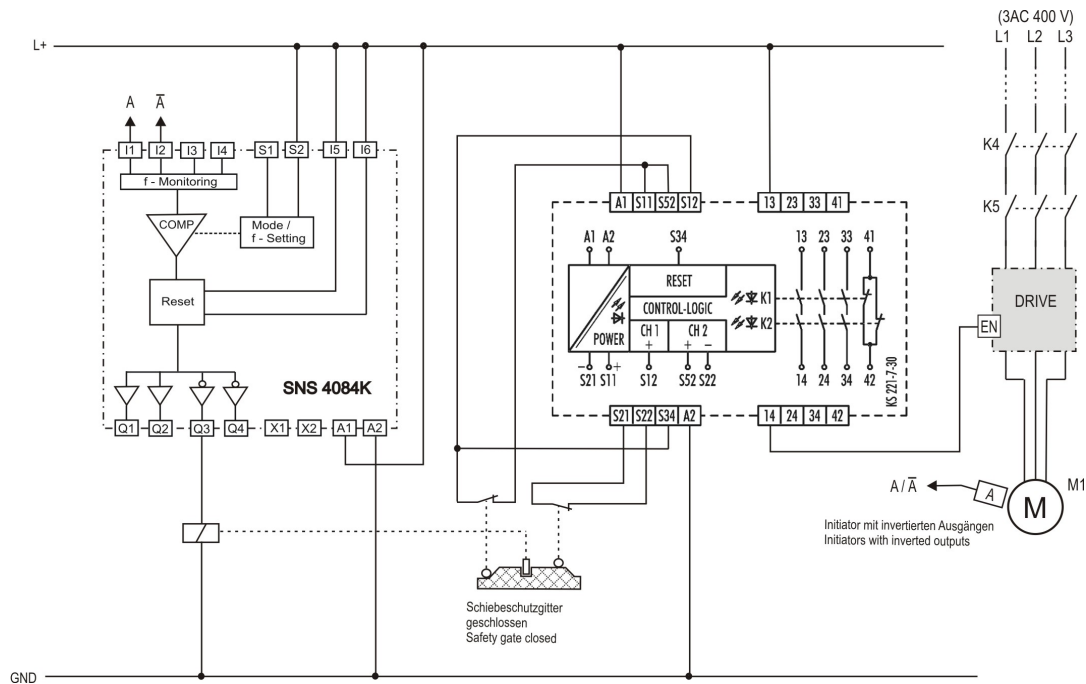 (3AC 400 V)
L1 L2 L3
L+
A A̅
I1 I2 I3 I4 S1 S2 I5 I6
f - Monitoring
COMP
Mode /
f - Setting
Reset
SNS 4084K
Q1 Q2 Q3 Q4 X1 X2 A1 A2
A1 S11 S52 S12 13 23 33 41
A1 A2 S34 13 23 33 41
RESET
CONTROL-LOGIC
K1
K2
POWER
CH 1 CH 2
+ + −
− +
S21 S11 S12 S52 S22 14 24 34 42
KS 221-7-30
S21 S22 S34 A2 14 24 34 42
K4
K5
DRIVE
EN
A / A̅
A
M
M1
Initiator mit invertierten Ausgängen
Initiators with inverted outputs
Schiebeschutzgitter
geschlossen
Safety gate closed
GND